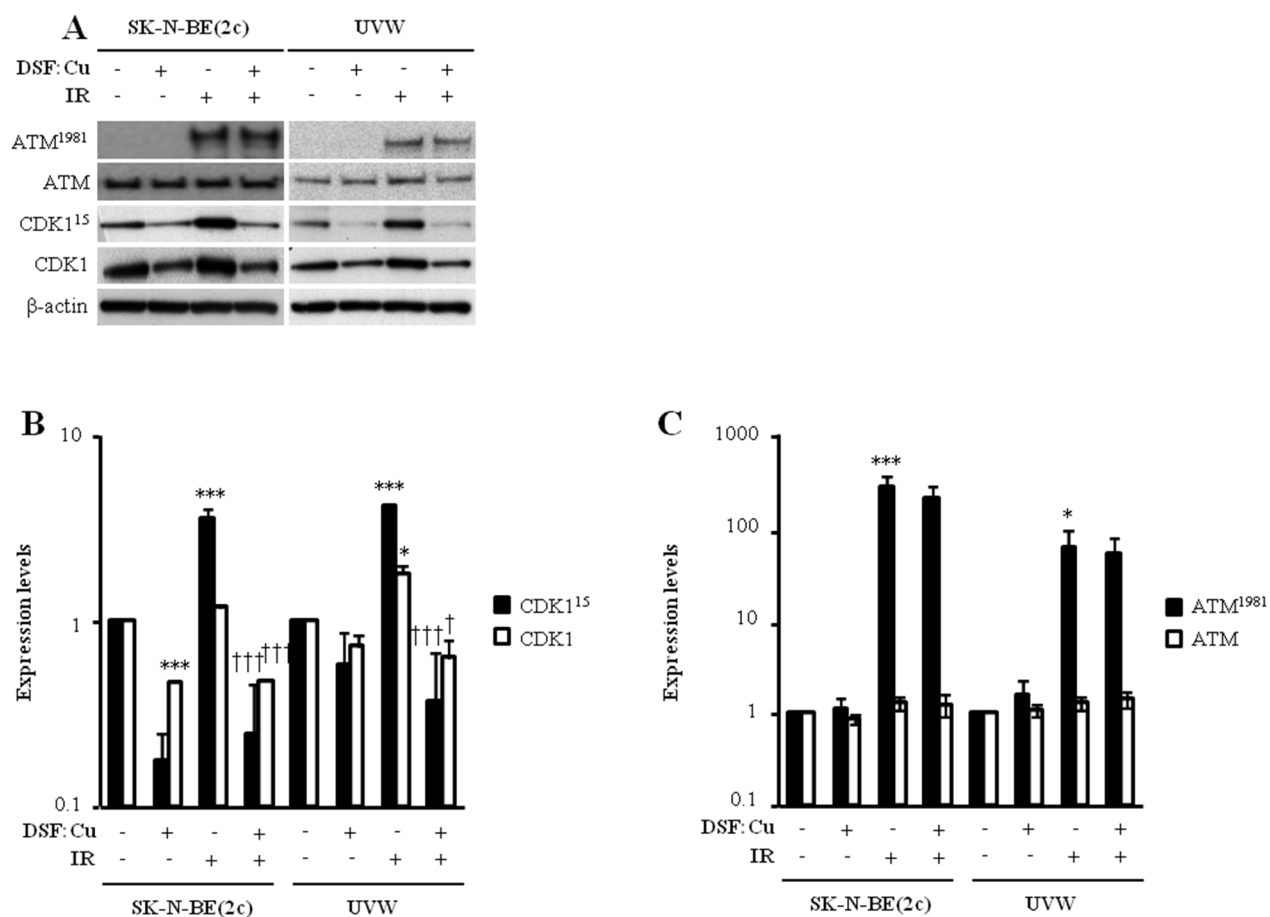 A
SK-N-BE(2c) UVW
DSF:Cu - + - + - + - +
IR - - + + - - + +
ATM¹⁹⁸¹
ATM
CDK1¹⁵
CDK1
β-actin
B
10
1
0.1
Expression levels
*** *** ††† ††† *** * ††† †
CDK1¹⁵
CDK1
DSF:Cu - + - + - + - +
IR - - + + - - + +
SK-N-BE(2c) UVW
C
1000
100
10
1
0.1
Expression levels
*** *
ATM¹⁹⁸¹
ATM
DSF:Cu - + - + - + - +
IR - - + + - - + +
SK-N-BE(2c) UVW